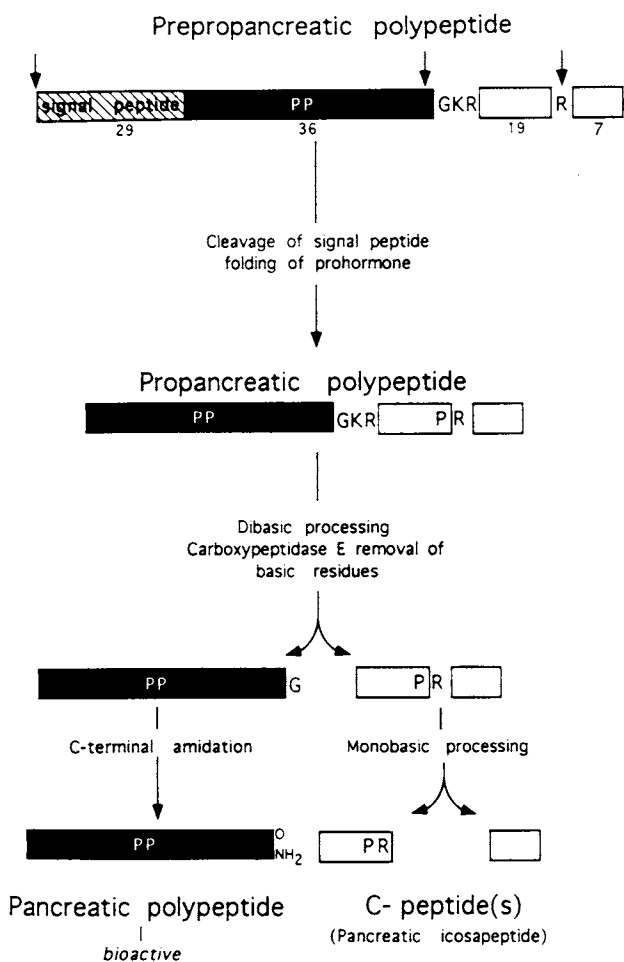 Prepropancreatic polypeptide
signal peptide PP GKR R
29 36 19 7
Cleavage of signal peptide
folding of prohormone
Propancreatic polypeptide
PP GKR P R
Dibasic processing
Carboxypeptidase E removal of
basic residues
PP G P R
C-terminal amidation
Monobasic processing
PP O NH2 PR
Pancreatic polypeptide
bioactive
C- peptide(s)
(Pancreatic icosapeptide)